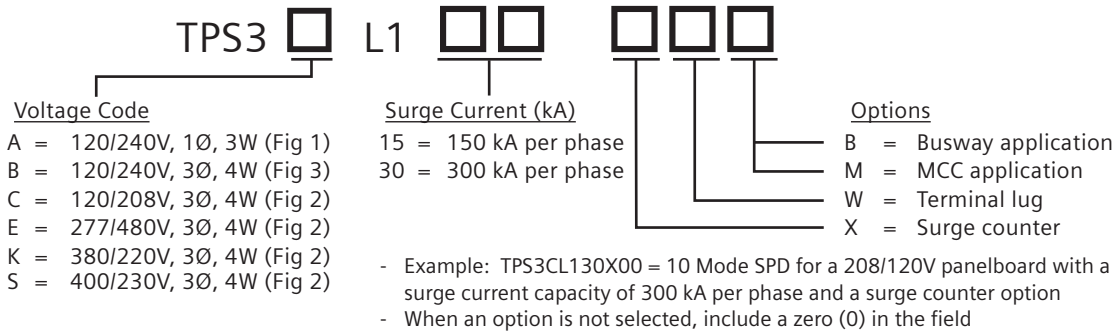 TPS3 L1
Voltage Code
A = 120/240V, 1Ø, 3W (Fig 1)
B = 120/240V, 3Ø, 4W (Fig 3)
C = 120/208V, 3Ø, 4W (Fig 2)
E = 277/480V, 3Ø, 4W (Fig 2)
K = 380/220V, 3Ø, 4W (Fig 2)
S = 400/230V, 3Ø, 4W (Fig 2)
Surge Current (kA)
15 = 150 kA per phase
30 = 300 kA per phase
Options
B = Busway application
M = MCC application
W = Terminal lug
X = Surge counter
- Example: TPS3CL130X00 = 10 Mode SPD for a 208/120V panelboard with a
surge current capacity of 300 kA per phase and a surge counter option
- When an option is not selected, include a zero (0) in the field